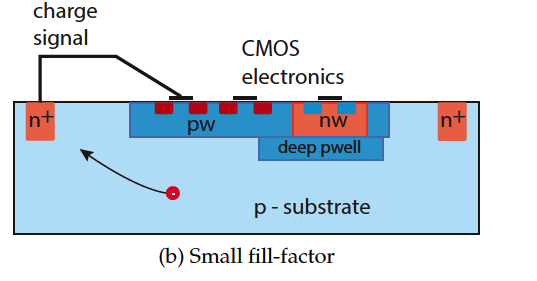 charge
signal
CMOS
electronics
n+
pw
nw
n+
deep pwell
p - substrate
(b) Small fill-factor